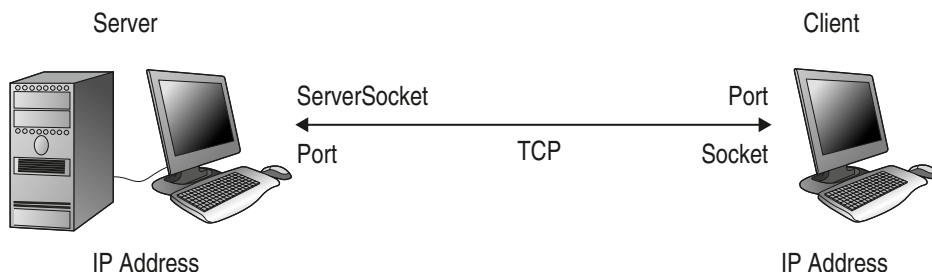 Server
Client
ServerSocket
Port
Port
TCP
Socket
IP Address
IP Address